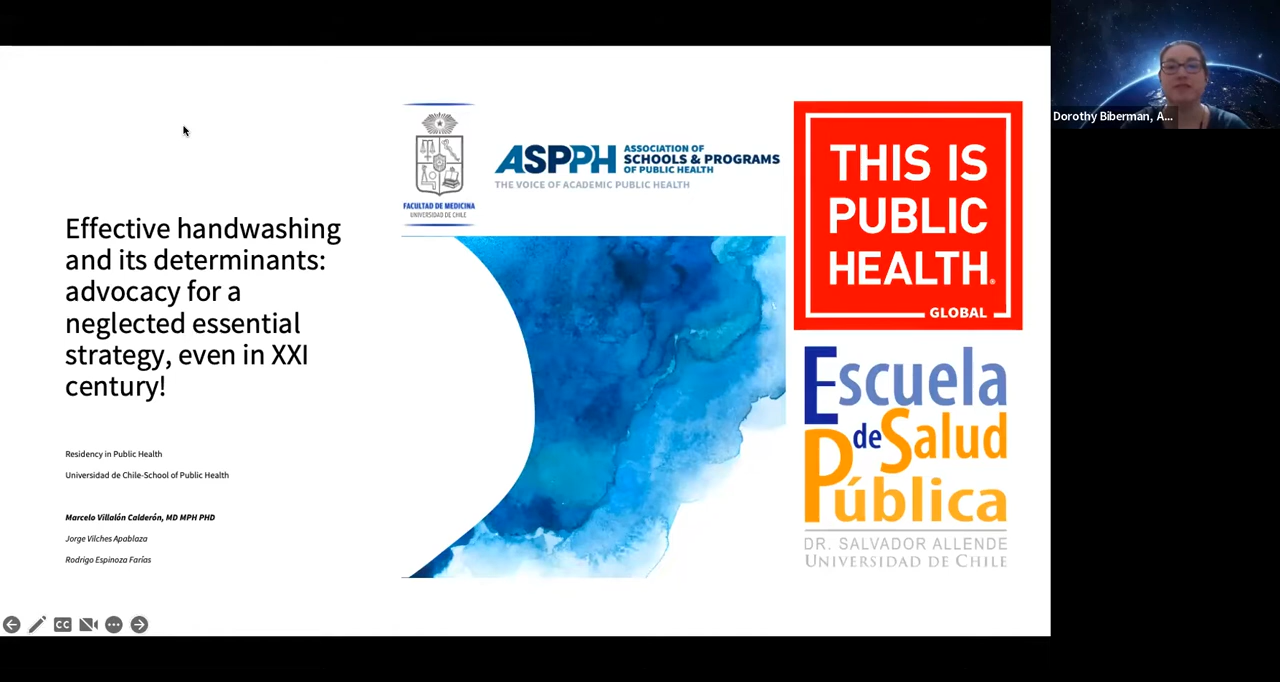 Effective handwashing
and its determinants:
advocacy for a
neglected essential
strategy, even in XXI
century!
Residency in Public Health
Universidad de Chile-School of Public Health
Marcelo Villalón Calderón, MD MPH PHD
Jorge Vilches Apablaza
Rodrigo Espinoza Farías
FACULTAD DE MEDICINA
UNIVERSIDAD DE CHILE
ASPPH
ASSOCIATION OF
SCHOOLS & PROGRAMS
OF PUBLIC HEALTH
THE VOICE OF ACADEMIC PUBLIC HEALTH
THIS IS
PUBLIC
HEALTH®
GLOBAL
Escuela
de Salud
Pública
DR. SALVADOR ALLENDE
UNIVERSIDAD DE CHILE
Dorothy Biberman, A...
CC